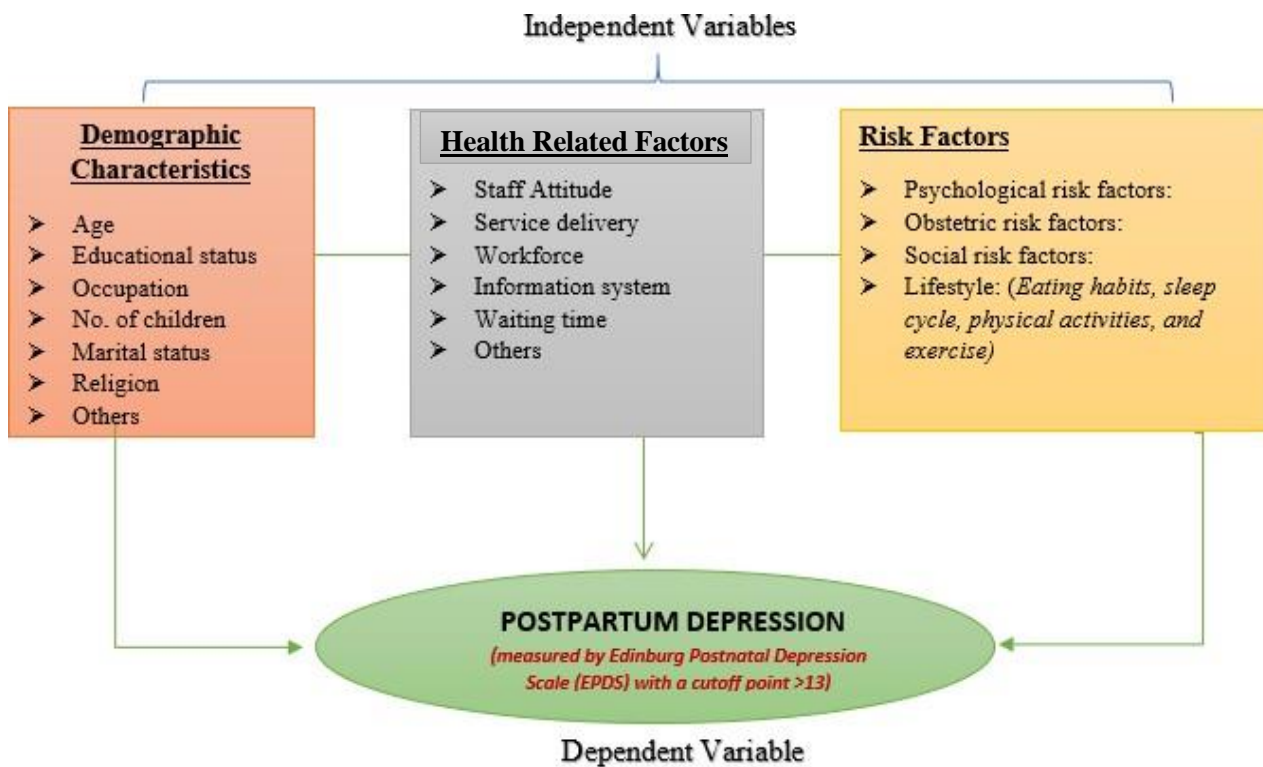 Independent Variables
Demographic
Characteristics
➢ Age
➢ Educational status
➢ Occupation
➢ No. of children
➢ Marital status
➢ Religion
➢ Others
Health Related Factors
➢ Staff Attitude
➢ Service delivery
➢ Workforce
➢ Information system
➢ Waiting time
➢ Others
Risk Factors
➢ Psychological risk factors:
➢ Obstetric risk factors:
➢ Social risk factors:
➢ Lifestyle: (Eating habits, sleep
cycle, physical activities, and
exercise)
POSTPARTUM DEPRESSION
(measured by Edinburg Postnatal Depression
Scale (EPDS) with a cutoff point >13)
Dependent Variable